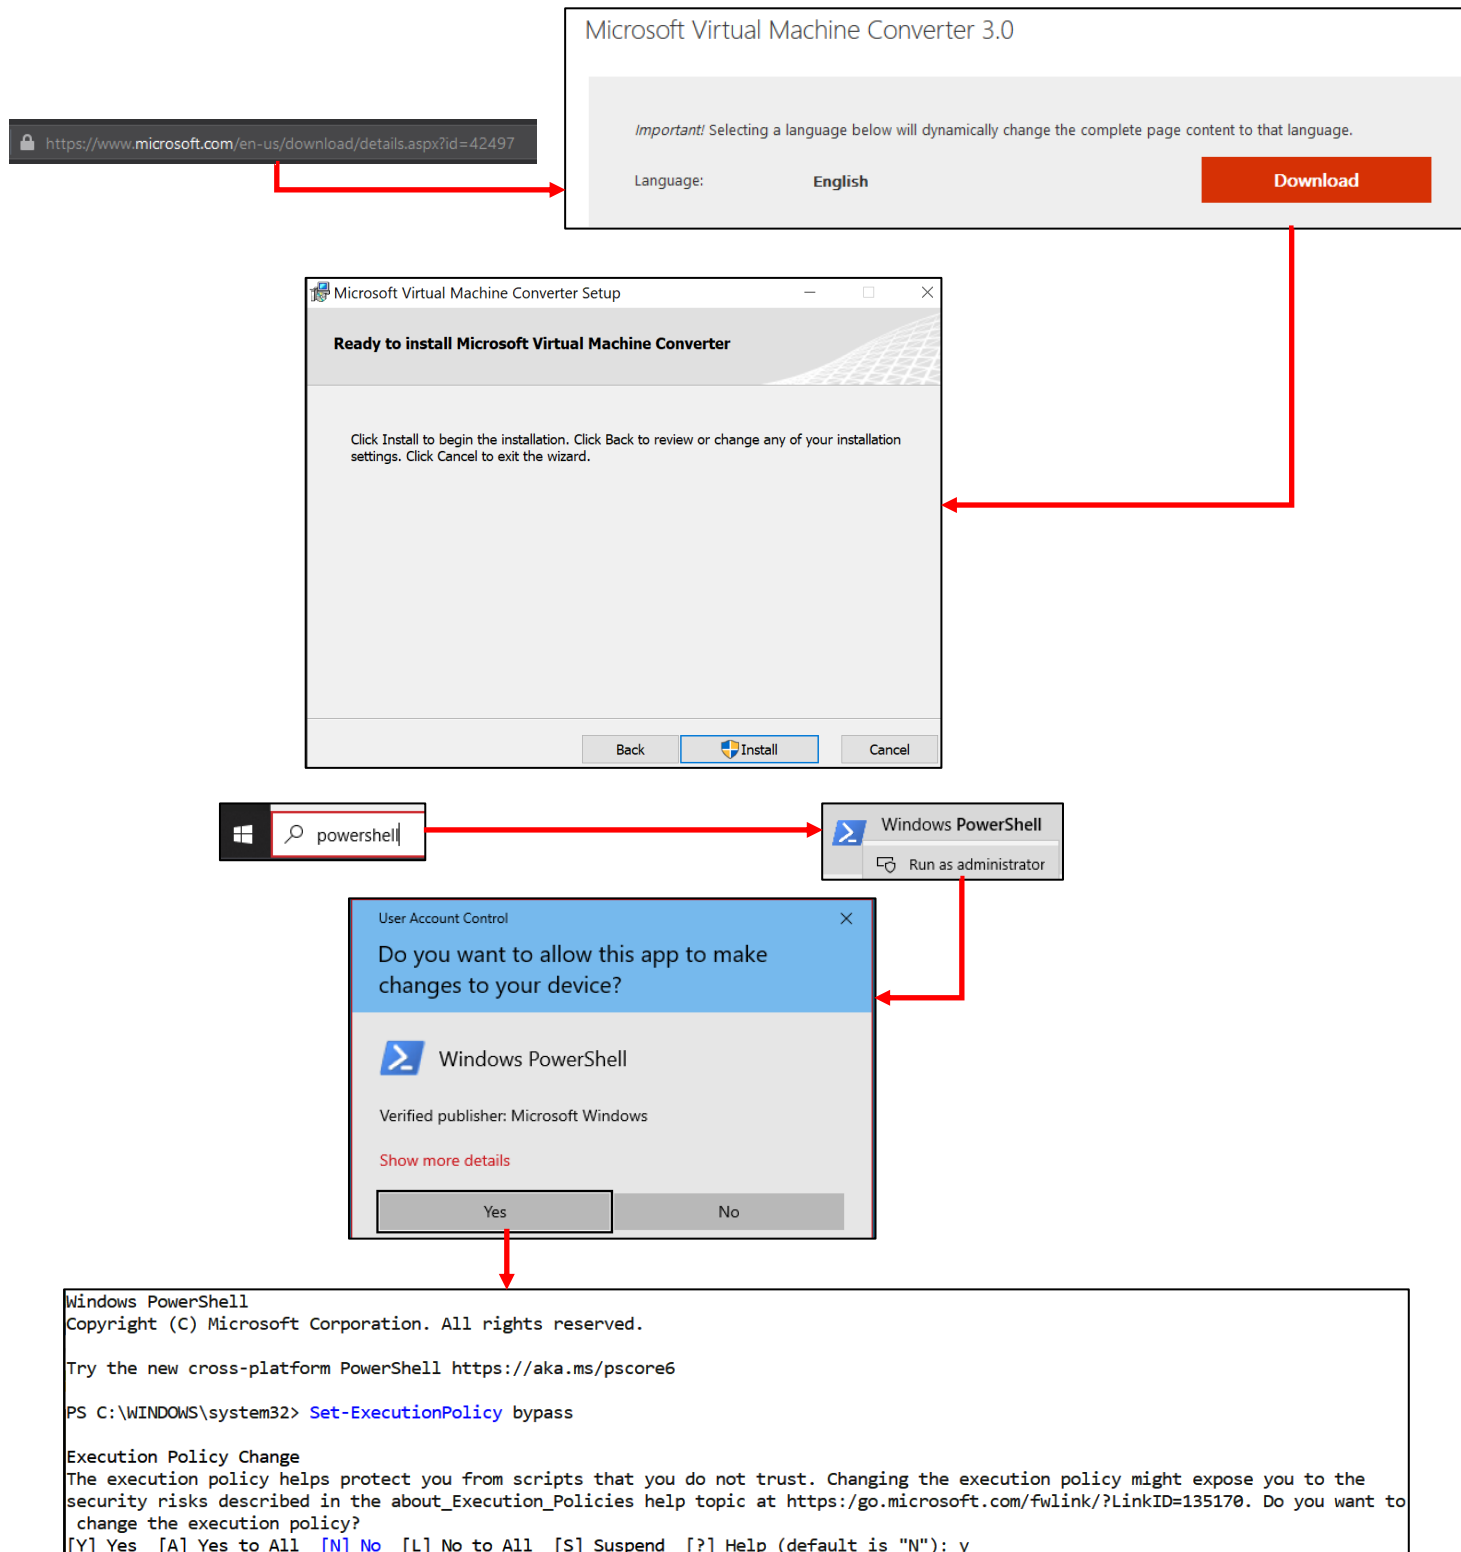 Microsoft Virtual Machine Converter 3.0
https://www.microsoft.com/en-us/download/details.aspx?id=42497
Important! Selecting a language below will dynamically change the complete page content to that language.
Language: English Download
Microsoft Virtual Machine Converter Setup
Ready to install Microsoft Virtual Machine Converter
Click Install to begin the installation. Click Back to review or change any of your installation
settings. Click Cancel to exit the wizard.
Back Install Cancel
powershell
Windows PowerShell
Run as administrator
User Account Control
Do you want to allow this app to make
changes to your device?
Windows PowerShell
Verified publisher: Microsoft Windows
Show more details
Yes No
Windows PowerShell
Copyright (C) Microsoft Corporation. All rights reserved.
Try the new cross-platform PowerShell https://aka.ms/pscore6
PS C:\WINDOWS\system32> Set-ExecutionPolicy bypass
Execution Policy Change
The execution policy helps protect you from scripts that you do not trust. Changing the execution policy might expose you to the
security risks described in the about_Execution_Policies help topic at https:/go.microsoft.com/fwlink/?LinkID=135170. Do you want to
change the execution policy?
[Y] Yes [A] Yes to All [N] No [L] No to All [S] Suspend [?] Help (default is "N"): y